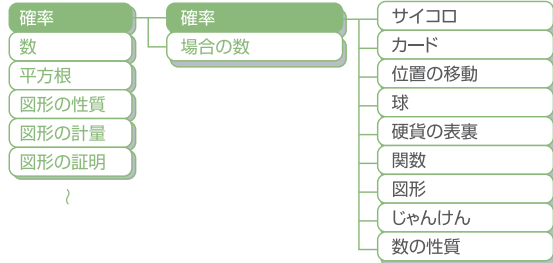 確率
数
平方根
図形の性質
図形の計量
図形の証明
～
確率
場合の数
サイコロ
カード
位置の移動
球
硬貨の表裏
関数
図形
じゃんけん
数の性質